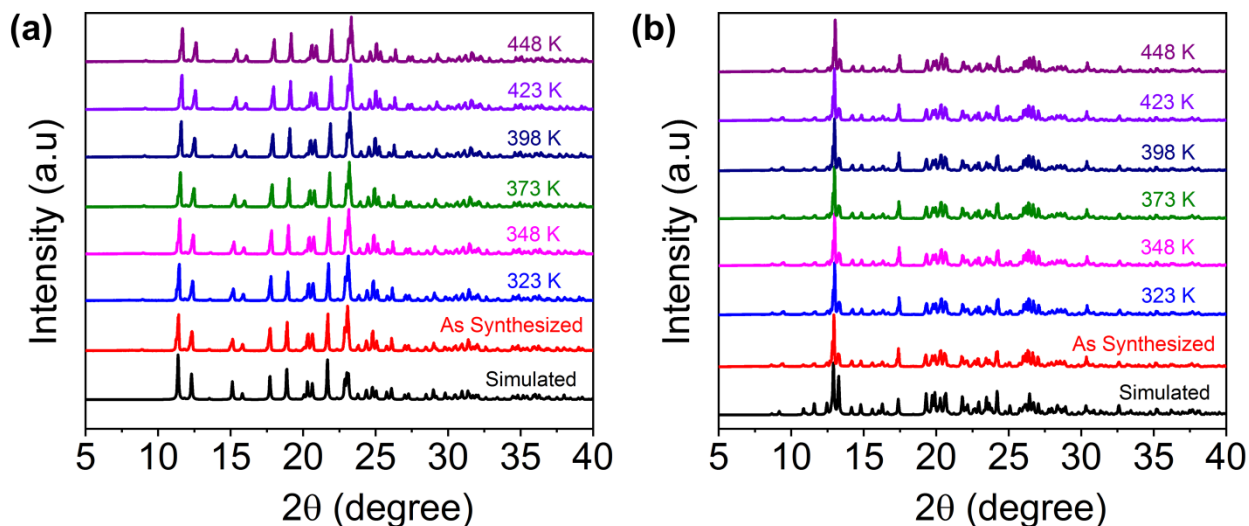 (a)
Intensity (a.u)
448 K
423 K
398 K
373 K
348 K
323 K
As Synthesized
Simulated
5 10 15 20 25 30 35 40
2θ (degree)
(b)
Intensity (a.u)
448 K
423 K
398 K
373 K
348 K
323 K
As Synthesized
Simulated
5 10 15 20 25 30 35 40
2θ (degree)